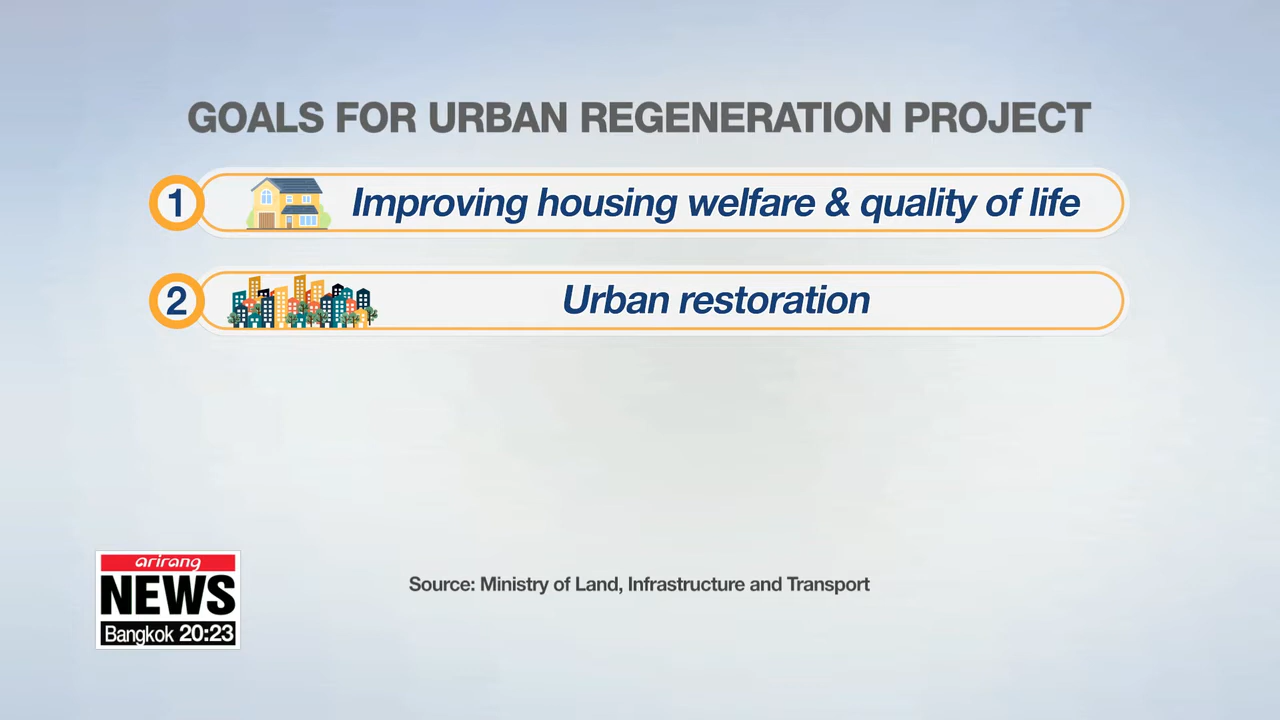 GOALS FOR URBAN REGENERATION PROJECT
1 Improving housing welfare & quality of life
2 Urban restoration
Source: Ministry of Land, Infrastructure and Transport
arirang
NEWS
Bangkok 20:23